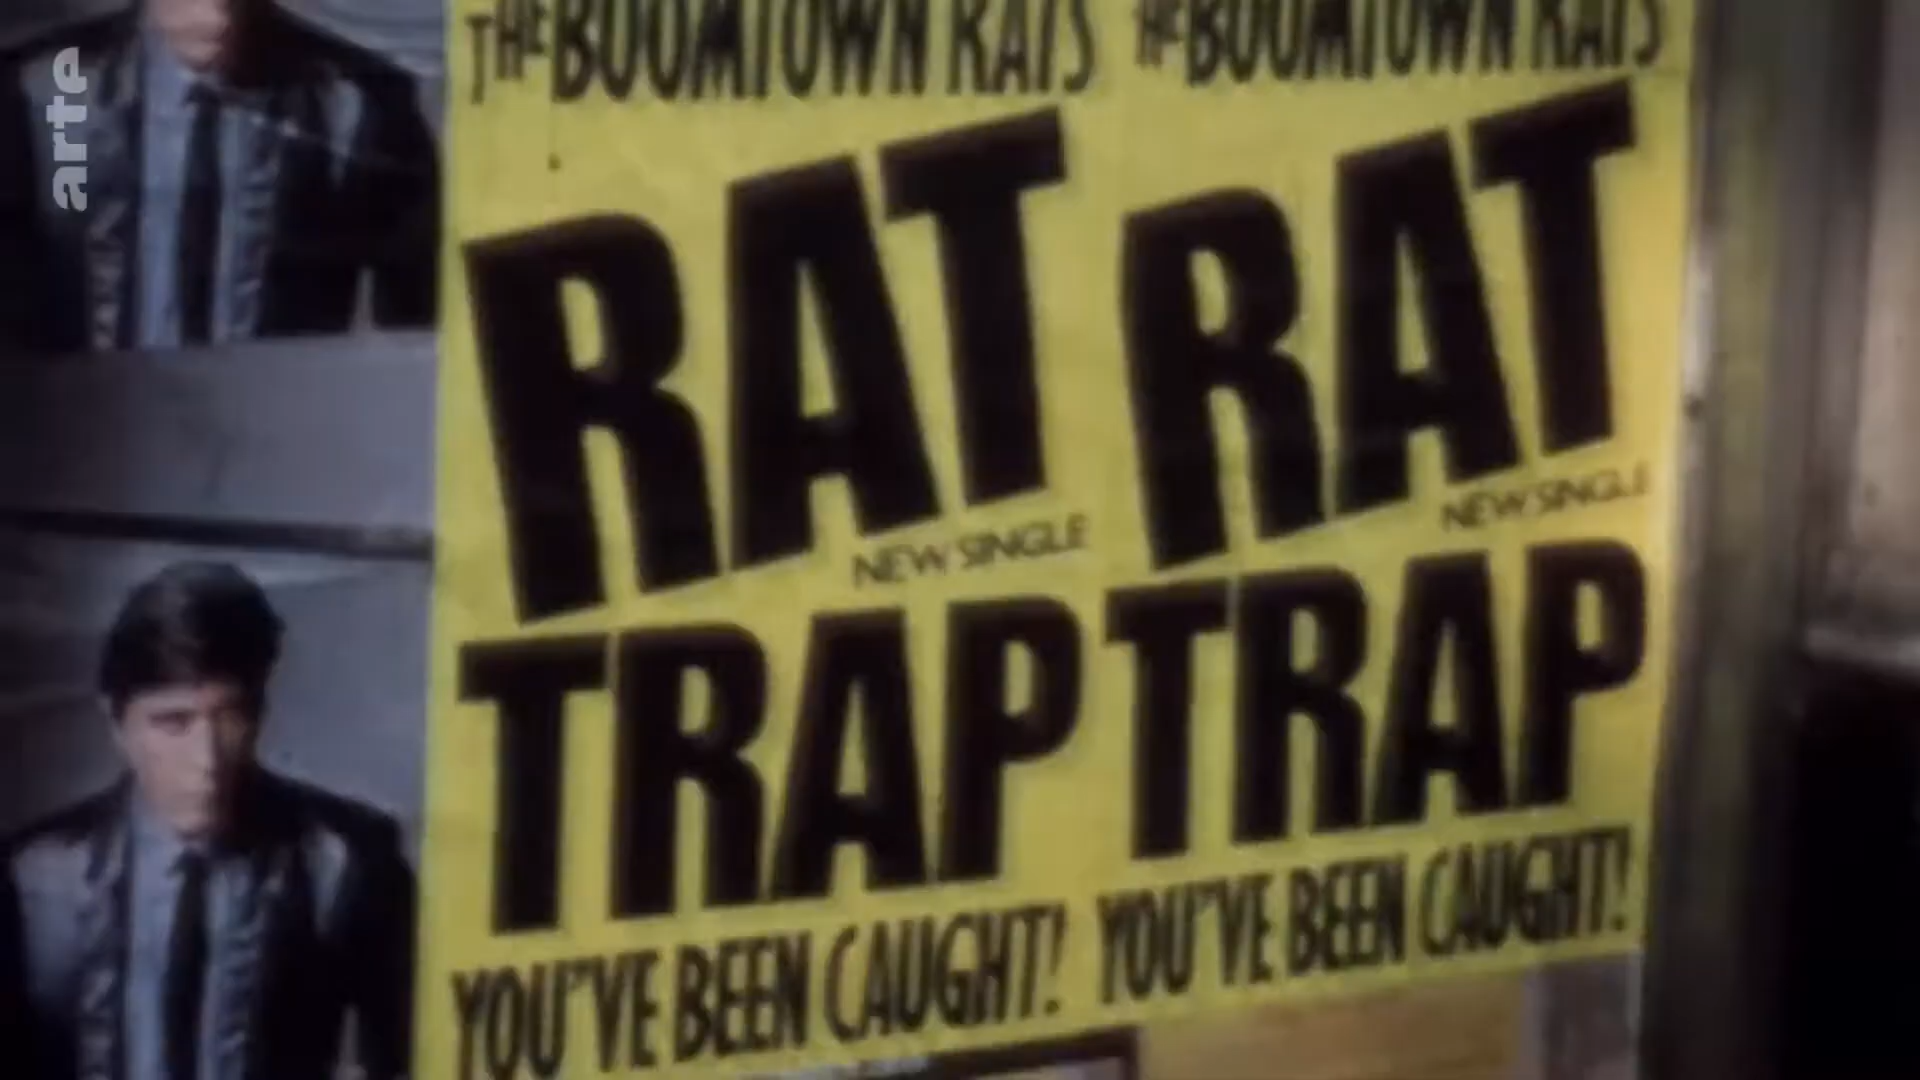 arte
THE BOOMTOWN RATS
RAT
NEW SINGLE
TRAP
YOU'VE BEEN CAUGHT!
THE BOOMTOWN RATS
RAT
NEW SINGLE
TRAP
YOU'VE BEEN CAUGHT!